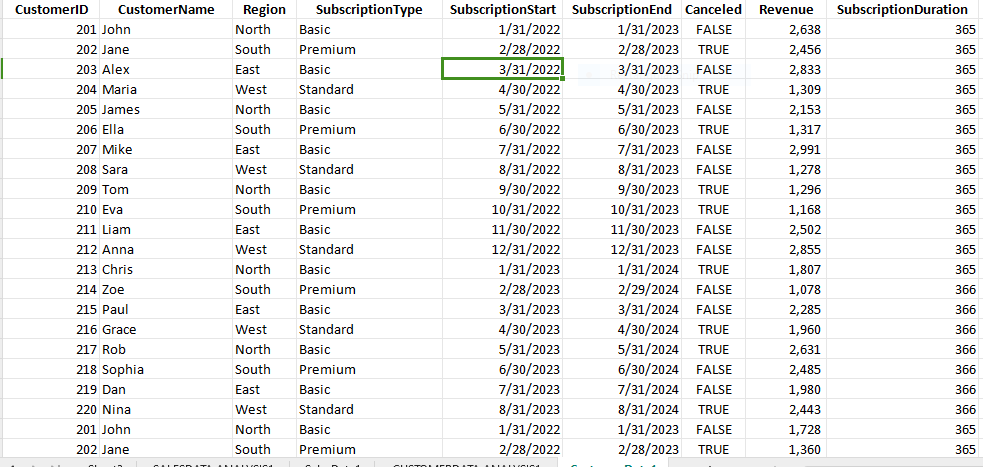 CustomerID CustomerName Region SubscriptionType SubscriptionStart SubscriptionEnd Canceled Revenue SubscriptionDuration
201 John North Basic 1/31/2022 1/31/2023 FALSE 2,638 365
202 Jane South Premium 2/28/2022 2/28/2023 TRUE 2,456 365
203 Alex East Basic 3/31/2022 3/31/2023 FALSE 2,833 365
204 Maria West Standard 4/30/2022 4/30/2023 TRUE 1,309 365
205 James North Basic 5/31/2022 5/31/2023 FALSE 2,153 365
206 Ella South Premium 6/30/2022 6/30/2023 TRUE 1,317 365
207 Mike East Basic 7/31/2022 7/31/2023 FALSE 2,991 365
208 Sara West Standard 8/31/2022 8/31/2023 FALSE 1,278 365
209 Tom North Basic 9/30/2022 9/30/2023 TRUE 1,296 365
210 Eva South Premium 10/31/2022 10/31/2023 TRUE 1,168 365
211 Liam East Basic 11/30/2022 11/30/2023 FALSE 2,502 365
212 Anna West Standard 12/31/2022 12/31/2023 FALSE 2,855 365
213 Chris North Basic 1/31/2023 1/31/2024 TRUE 1,807 365
214 Zoe South Premium 2/28/2023 2/29/2024 FALSE 1,078 366
215 Paul East Basic 3/31/2023 3/31/2024 FALSE 2,285 366
216 Grace West Standard 4/30/2023 4/30/2024 TRUE 1,960 366
217 Rob North Basic 5/31/2023 5/31/2024 TRUE 2,631 366
218 Sophia South Premium 6/30/2023 6/30/2024 FALSE 2,485 366
219 Dan East Basic 7/31/2023 7/31/2024 FALSE 1,980 366
220 Nina West Standard 8/31/2023 8/31/2024 TRUE 2,443 366
201 John North Basic 1/31/2022 1/31/2023 FALSE 1,728 365
202 Jane South Premium 2/28/2022 2/28/2023 TRUE 1,360 365